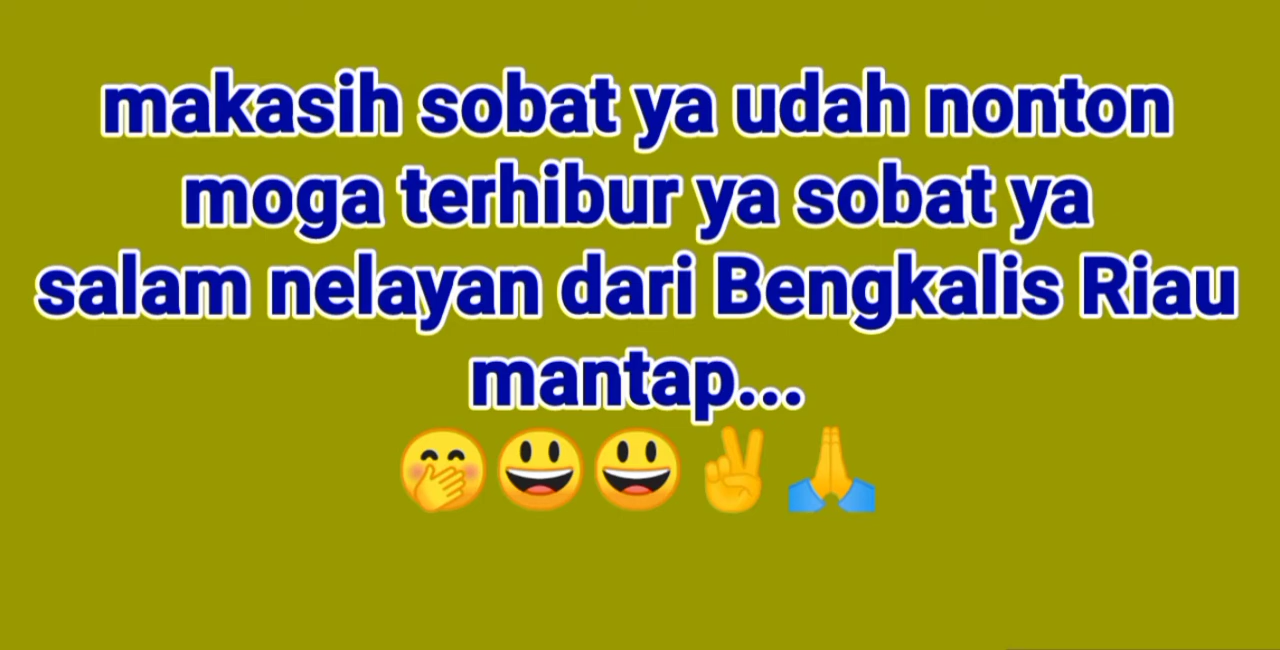 makasih sobat ya udah nonton
moga terhibur ya sobat ya
salam nelayan dari Bengkalis Riau
mantap...
🤭😃😃✌️🙏